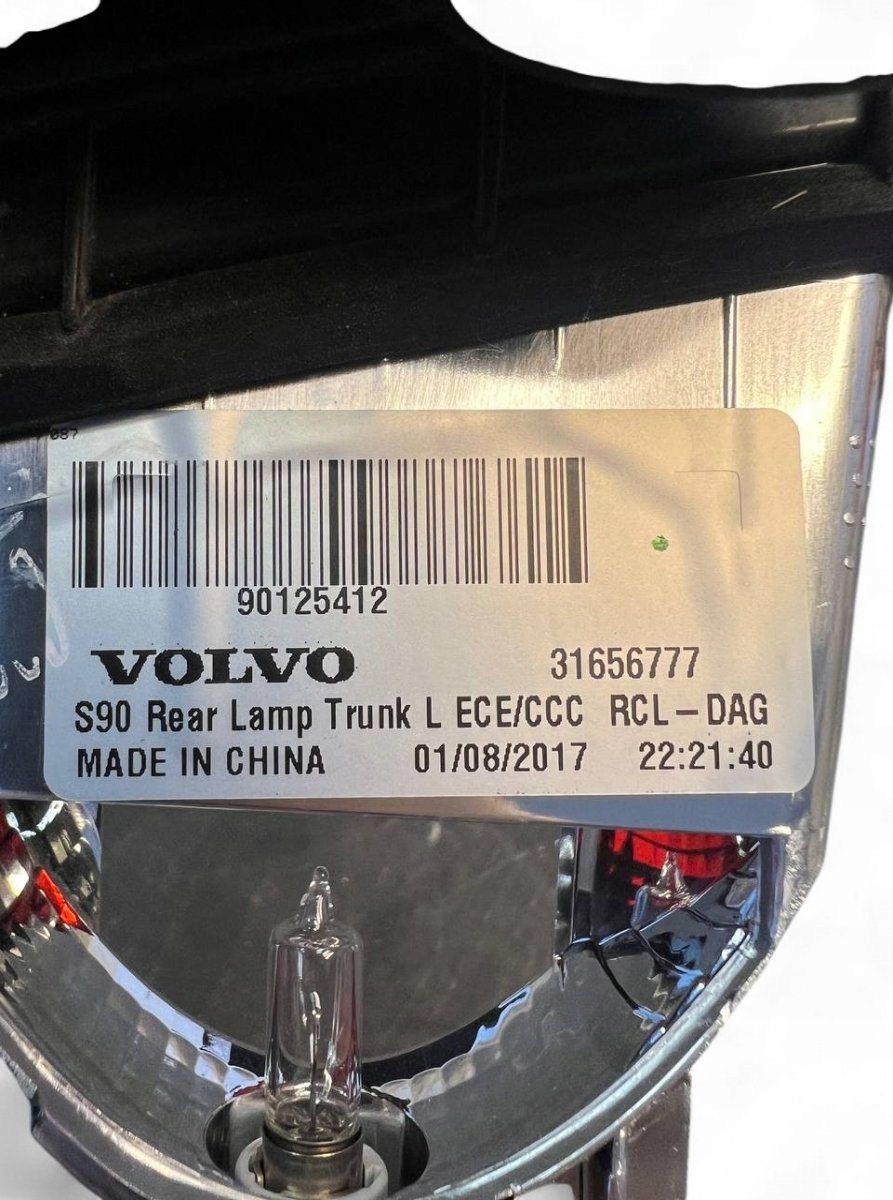 087
90125412
VOLVO 31656777
S90 Rear Lamp Trunk L ECE/CCC RCL-DAG
MADE IN CHINA 01/08/2017 22:21:40